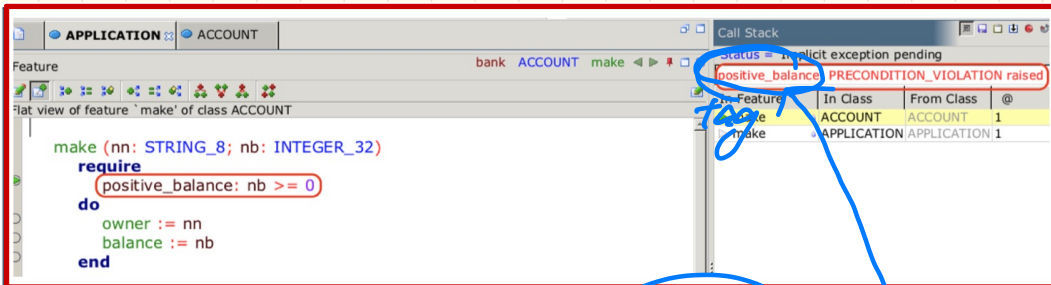 APPLICATION ACCOUNT
Call Stack
Feature bank ACCOUNT make
Status = Implicit exception pending
positive_balance: PRECONDITION_VIOLATION raised
Flat view of feature `make' of class ACCOUNT
In Feature In Class From Class @
make ACCOUNT ACCOUNT 1
make APPLICATION APPLICATION 1
tag
make (nn: STRING_8; nb: INTEGER_32)
require
positive_balance: nb >= 0
do
owner := nn
balance := nb
end